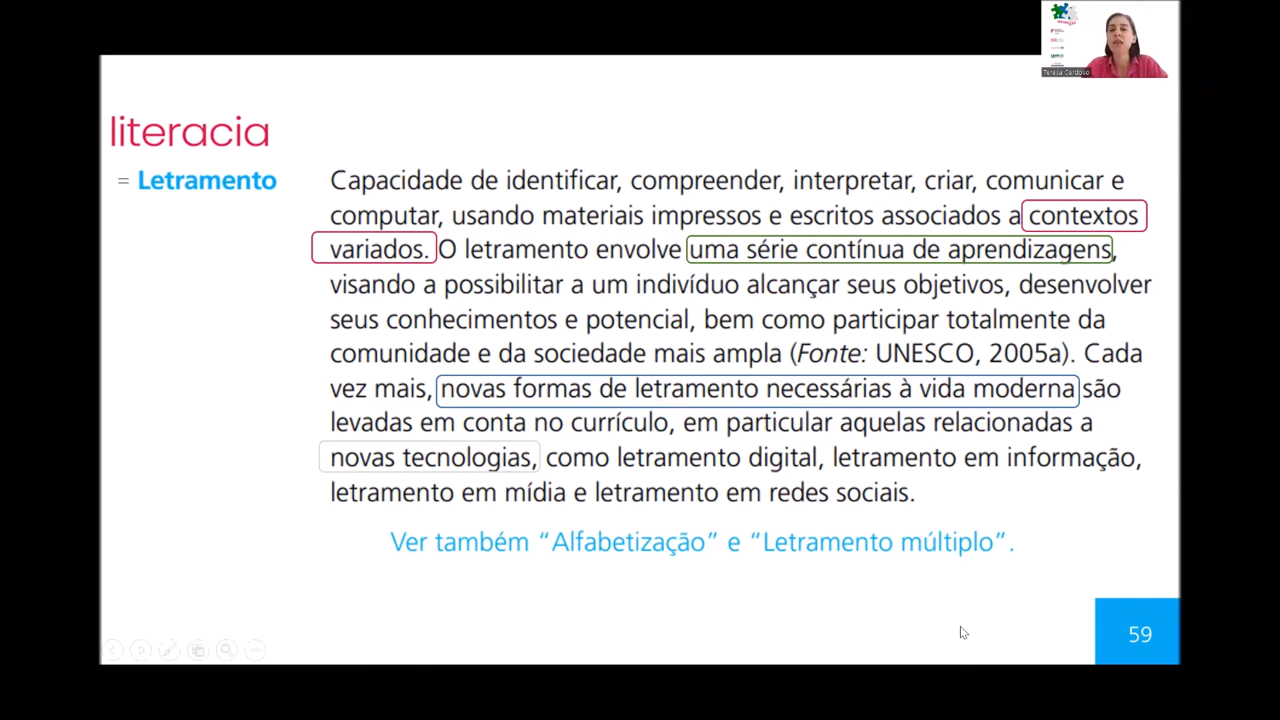 Teresa Cardoso
literacia
= Letramento
Capacidade de identificar, compreender, interpretar, criar, comunicar e
computar, usando materiais impressos e escritos associados a contextos
variados. O letramento envolve uma série contínua de aprendizagens,
visando a possibilitar a um indivíduo alcançar seus objetivos, desenvolver
seus conhecimentos e potencial, bem como participar totalmente da
comunidade e da sociedade mais ampla (Fonte: UNESCO, 2005a). Cada
vez mais, novas formas de letramento necessárias à vida moderna são
levadas em conta no currículo, em particular aquelas relacionadas a
novas tecnologias, como letramento digital, letramento em informação,
letramento em mídia e letramento em redes sociais.
Ver também “Alfabetização” e “Letramento múltiplo”.
59